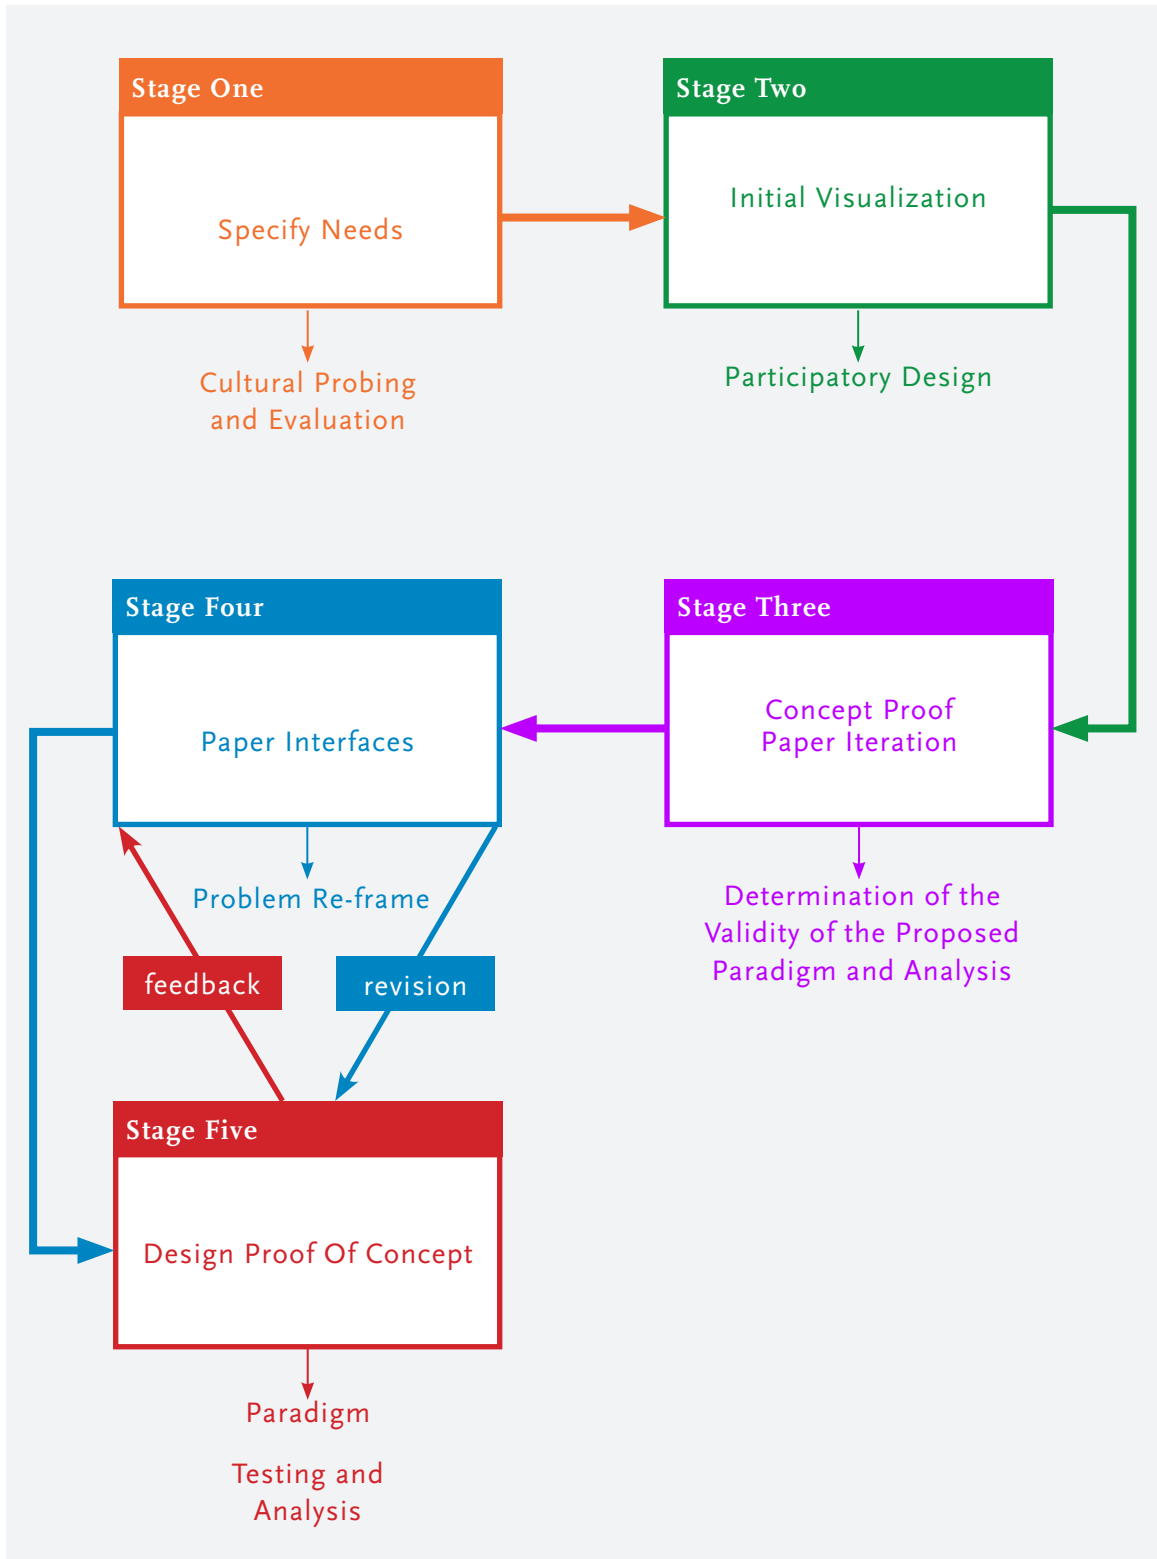 Stage One
Specify Needs
Cultural Probing
and Evaluation
Stage Two
Initial Visualization
Participatory Design
Stage Three
Concept Proof
Paper Iteration
Determination of the
Validity of the Proposed
Paradigm and Analysis
Stage Four
Paper Interfaces
Problem Re-frame
feedback
revision
Stage Five
Design Proof Of Concept
Paradigm
Testing and
Analysis